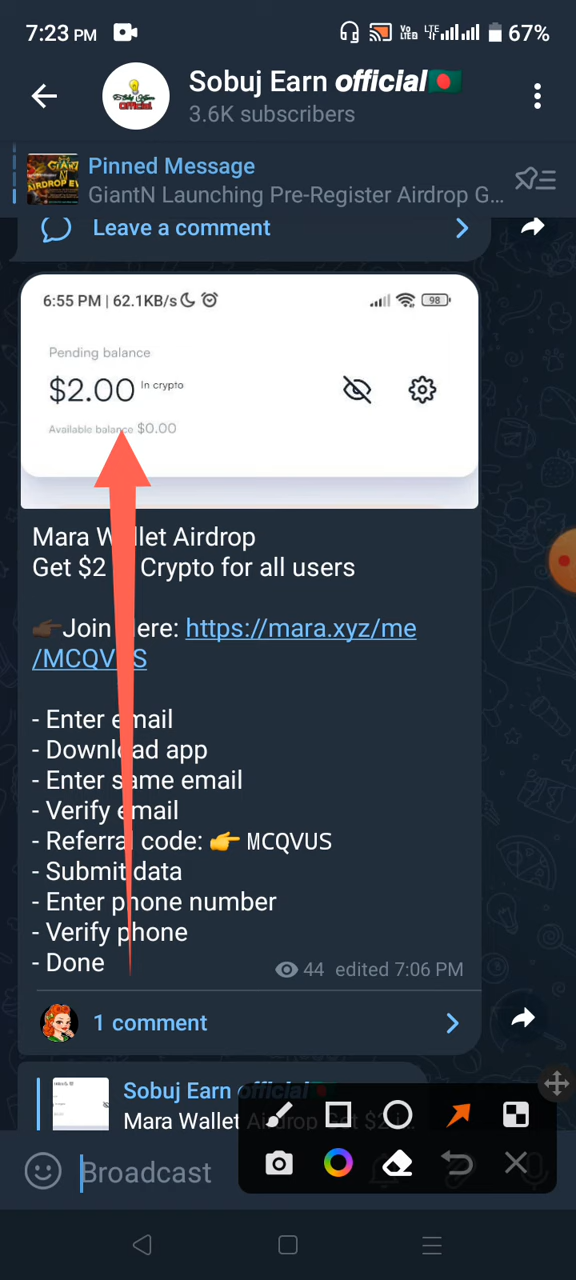 7:23 PM
Vo LTE LTE 67%
Sobuj Earn official🇧🇩
3.6K subscribers
Pinned Message
GiantN Launching Pre-Register Airdrop G...
Leave a comment
6:55 PM | 62.1KB/s 98
Pending balance
$2.00 In crypto
Available balance $0.00
Mara Wallet Airdrop
Get $2 Crypto for all users
👉🏿Join Here: https://mara.xyz/me
/MCQVUS
- Enter email
- Download app
- Enter same email
- Verify email
- Referral code: 👉 MCQVUS
- Submit data
- Enter phone number
- Verify phone
- Done
44 edited 7:06 PM
1 comment
Sobuj Earn official🇧🇩
Mara Wallet Airdrop Get $2 i...
Broadcast